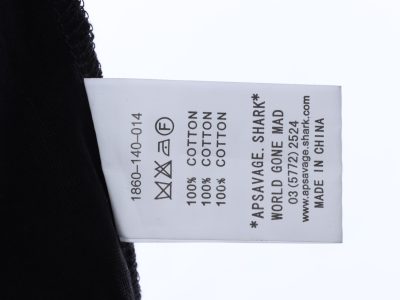 1860-140-014
100% COTTON
100% COTTON
100% COTTON
*APSAVAGE.SHARK*
WORLD GONE MAD
03(5772)2524
www.apsavage.shark.com
MADE IN CHINA